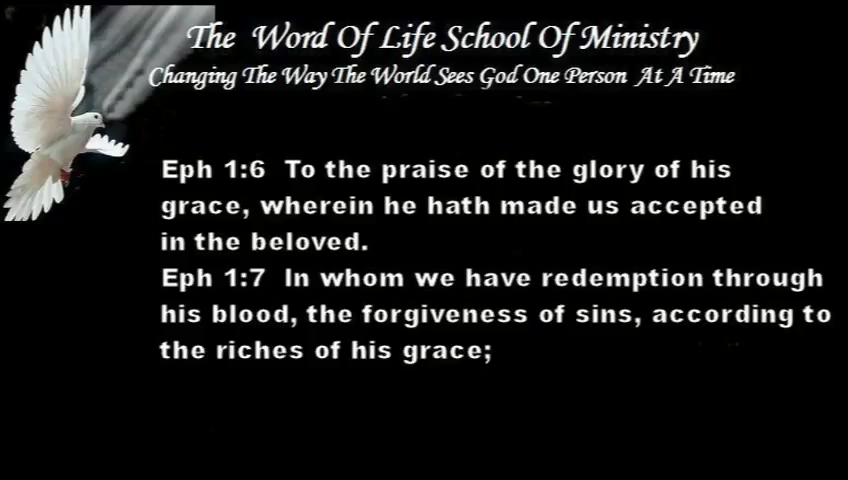 The Word Of Life School Of Ministry
Changing The Way The World Sees God One Person At A Time
Eph 1:6 To the praise of the glory of his
grace, wherein he hath made us accepted
in the beloved.
Eph 1:7 In whom we have redemption through
his blood, the forgiveness of sins, according to
the riches of his grace;